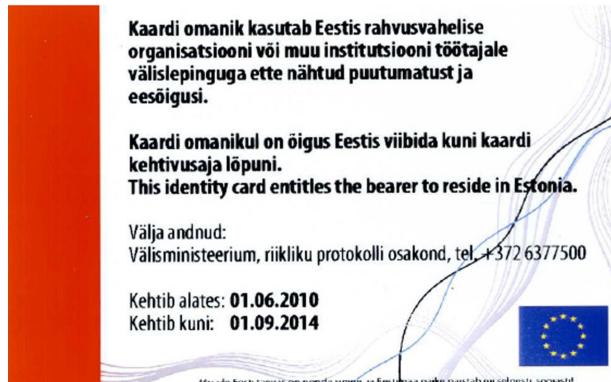 Kaardi omanik kasutab Eestis rahvusvahelise
organisatsiooni või muu institutsiooni töötajale
välislepinguga ette nähtud puutumatust ja
eesõigusi.
Kaardi omanikul on õigus Eestis viibida kuni kaardi
kehtivusaja lõpuni.
This identity card entitles the bearer to reside in Estonia.
Välja andnud:
Välisministeerium, riikliku protokolli osakond, tel. +372 6377500
Kehtib alates: 01.06.2010
Kehtib kuni: 01.09.2014